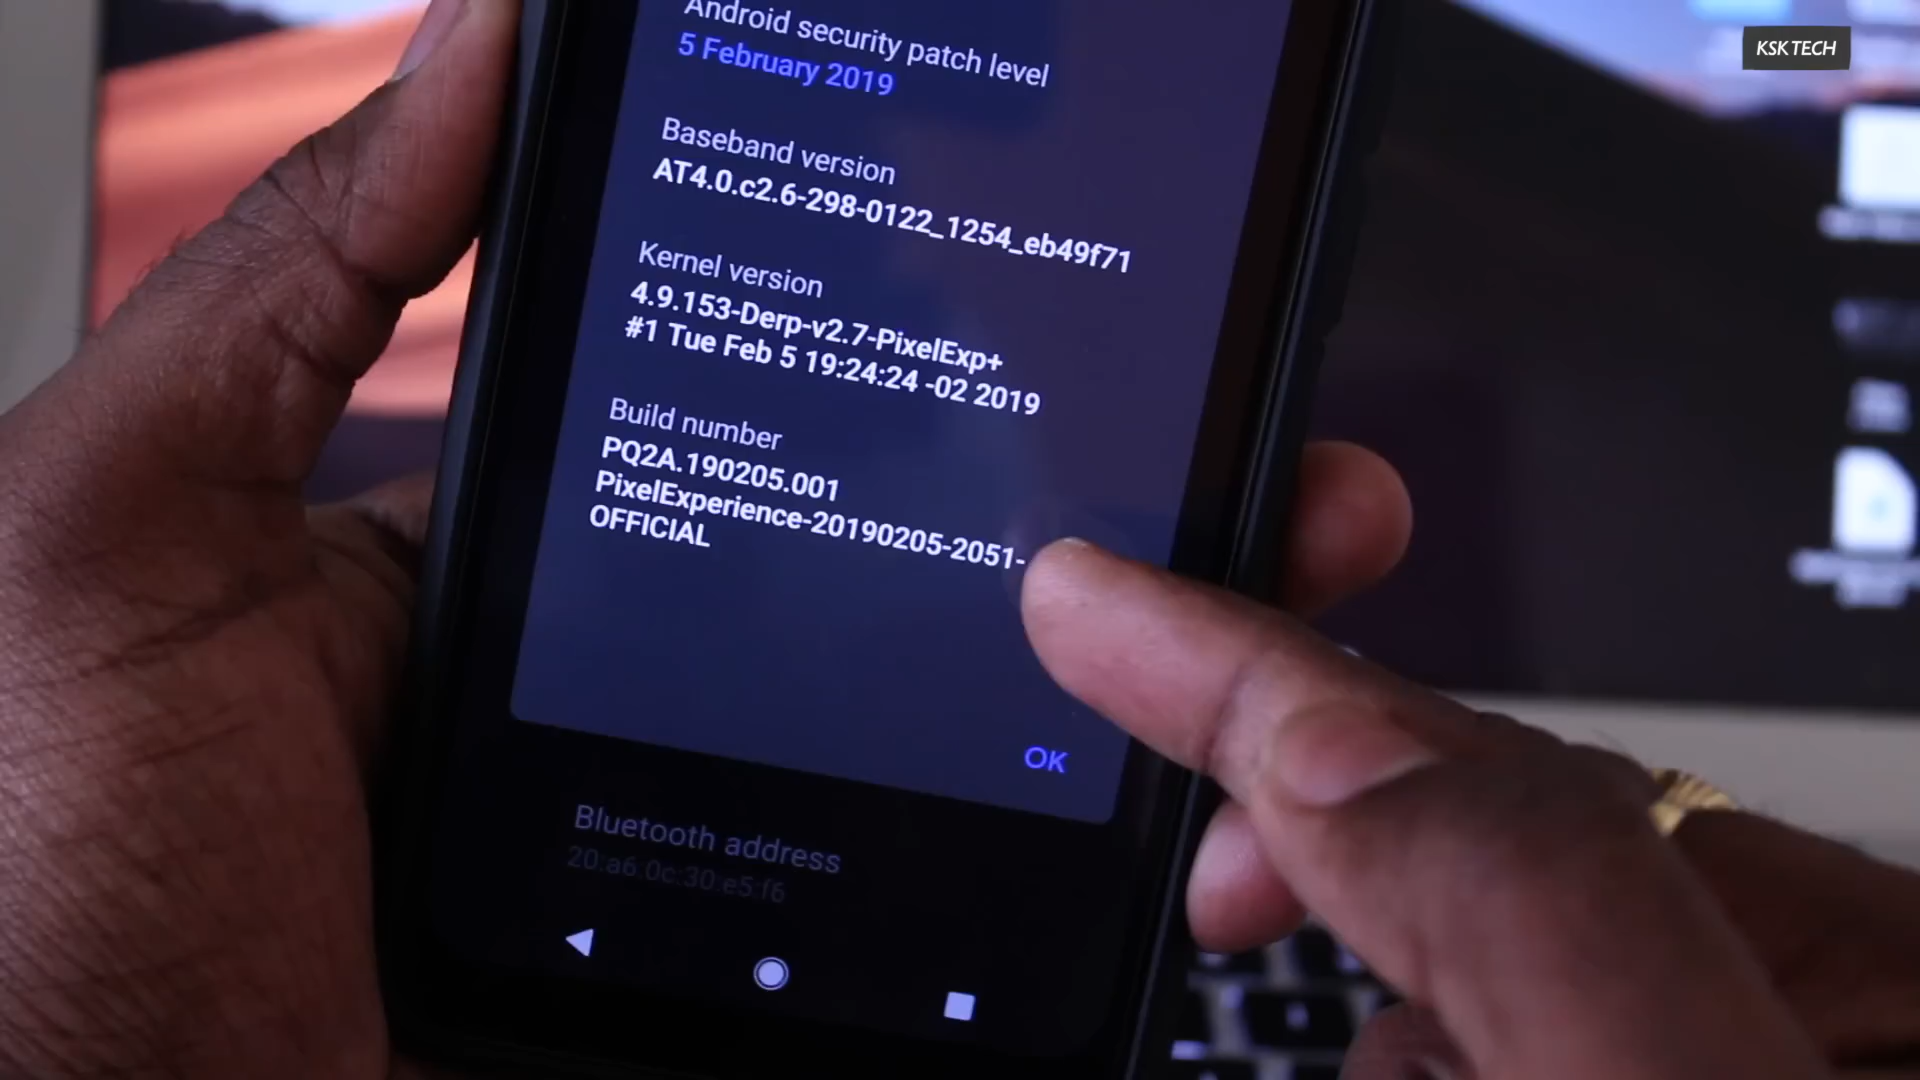 KSK TECH
Android security patch level
5 February 2019
Baseband version
AT4.0.c2.6-298-0122_1254_eb49f71
Kernel version
4.9.153-Derp-v2.7-PixelExp+
#1 Tue Feb 5 19:24:24 -02 2019
Build number
PQ2A.190205.001
PixelExperience-20190205-2051-
OFFICIAL
OK
Bluetooth address
20:a6:0c:30:e5:f6